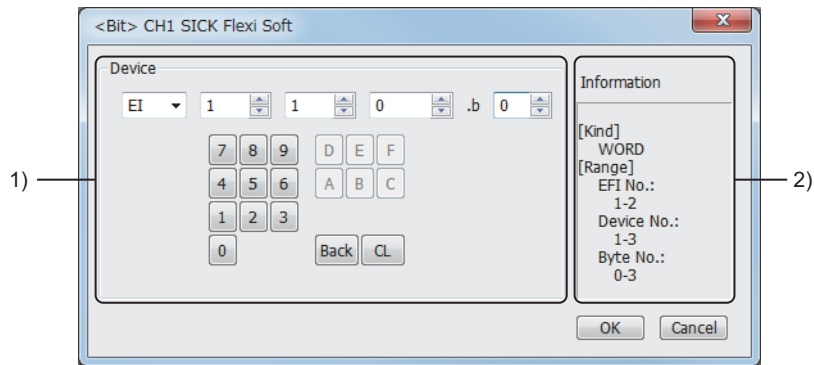 <Bit> CH1 SICK Flexi Soft
Device
EI 1 1 0 .b 0
7 8 9 D E F
4 5 6 A B C
1 2 3
0 Back CL
Information
[Kind]
WORD
[Range]
EFI No.:
1-2
Device No.:
1-3
Byte No.:
0-3
OK Cancel
1)
2)